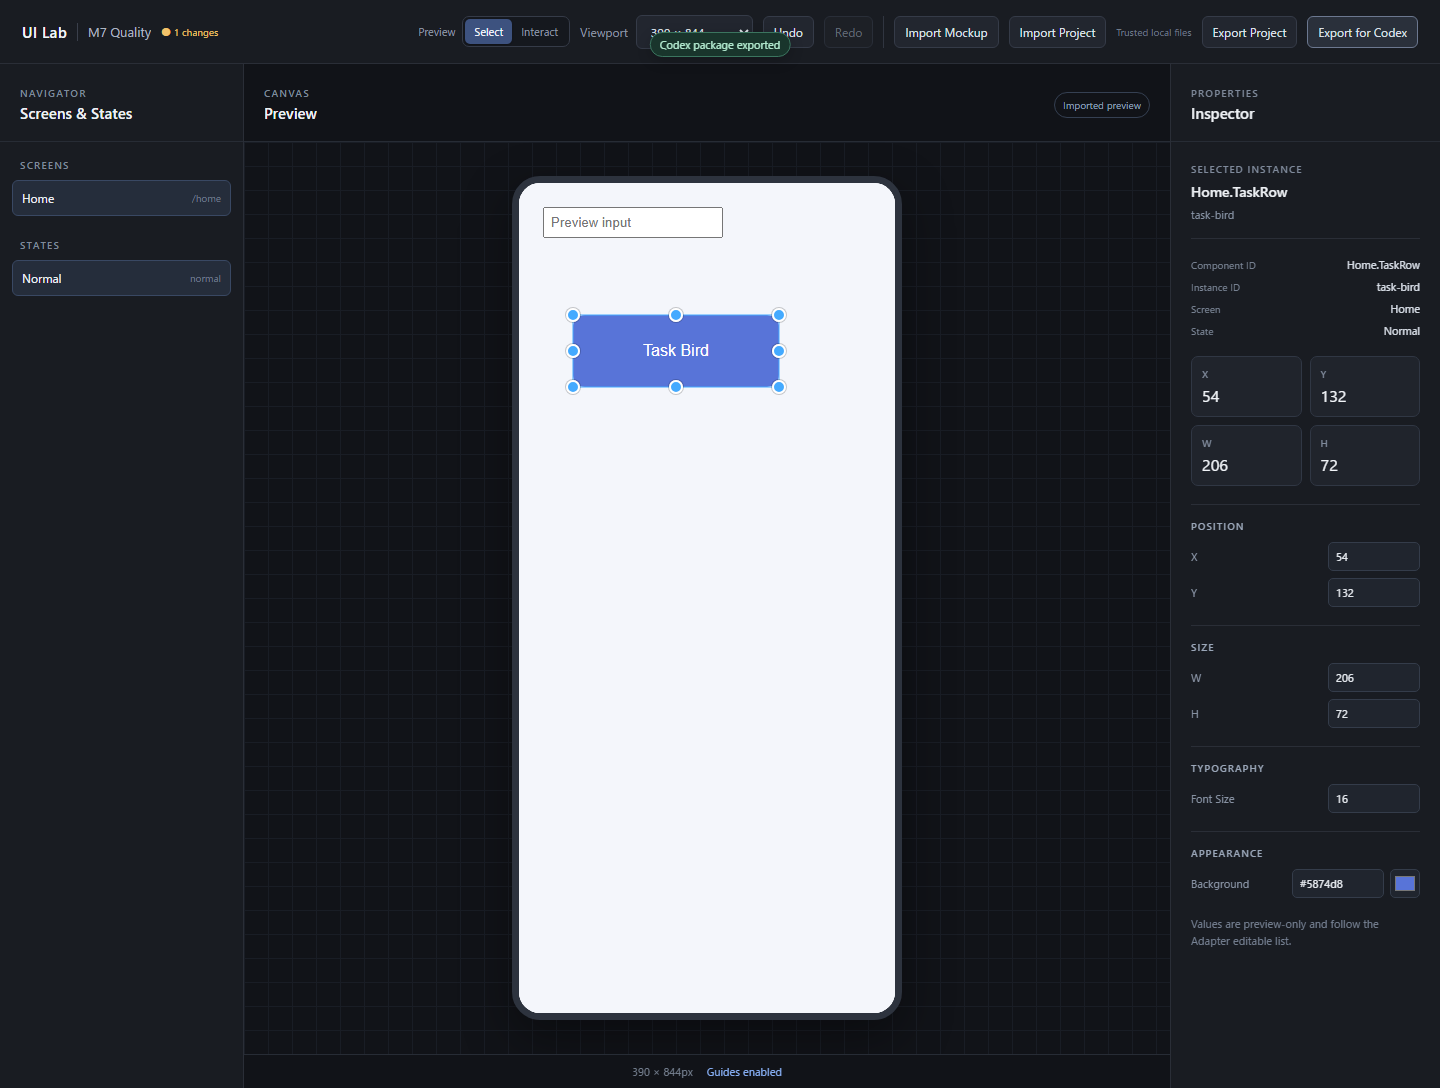 UI Lab
M7 Quality
1 changes
Preview
Select
Interact
Viewport
Undo
Redo
Import Mockup
Import Project
Trusted local files
Export Project
Export for Codex
Codex package exported
NAVIGATOR
Screens & States
SCREENS
Home
/home
STATES
Normal
normal
CANVAS
Preview
Imported preview
Preview input
Task Bird
390 × 844px
Guides enabled
PROPERTIES
Inspector
SELECTED INSTANCE
Home.TaskRow
task-bird
Component ID
Home.TaskRow
Instance ID
task-bird
Screen
Home
State
Normal
X
54
Y
132
W
206
H
72
POSITION
X
54
Y
132
SIZE
W
206
H
72
TYPOGRAPHY
Font Size
16
APPEARANCE
Background
#5874d8
Values are preview-only and follow the
Adapter editable list.